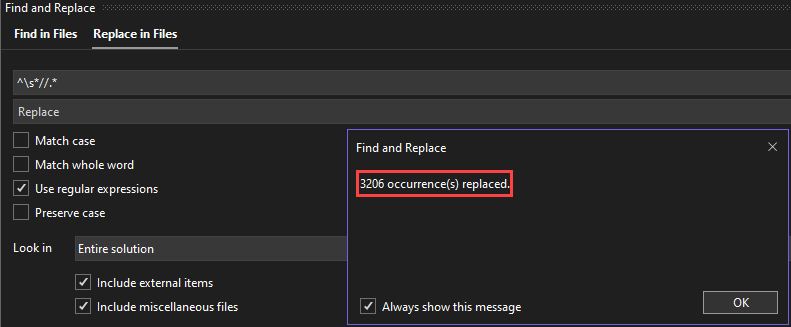 Find and Replace
Find in Files Replace in Files
^\s*//.*
Replace
Match case
Match whole word
Use regular expressions
Preserve case
Look in Entire solution
Include external items
Include miscellaneous files
Find and Replace
3206 occurrence(s) replaced.
Always show this message OK